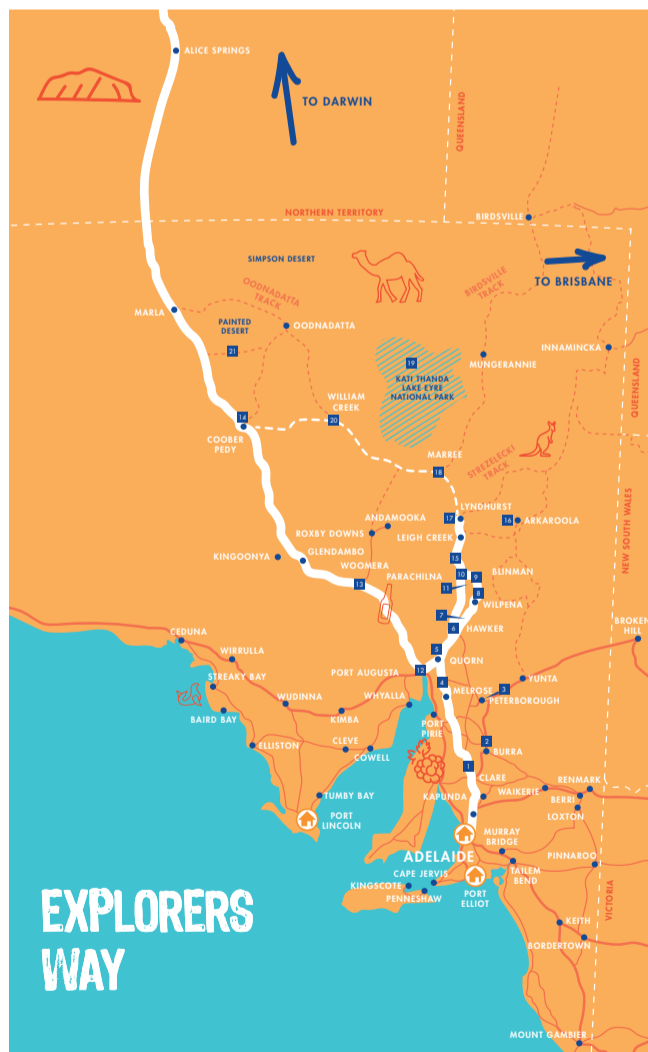 ALICE SPRINGS
TO DARWIN
QUEENSLAND
NORTHERN TERRITORY
BIRDSVILLE
SIMPSON DESERT
TO BRISBANE
OODNADATTA
TRACK
BIRDSVILLE
TRACK
MARLA
PAINTED
DESERT
OODNADATTA
21
19
KATI THANDA
LAKE EYRE
NATIONAL PARK
MUNGERANNIE
INNAMINCKA
QUEENSLAND
WILLIAM
CREEK
14
20
COOBER
PEDY
MARREE
18
STRZELECKI
TRACK
LYNDHURST
17
16
ARKAROOLA
ANDAMOOKA
ROXBY DOWNS
LEIGH CREEK
NEW SOUTH WALES
KINGOONYA
GLENDAMBO
15
WOOMERA
PARACHILNA
10
9
BLINMAN
13
11
8
WILPENA
7
6
HAWKER
BROKEN
HILL
CEDUNA
WIRRULLA
5
QUORN
PORT AUGUSTA
12
STREAKY BAY
4
MELROSE
3
YUNTA
PETERBOROUGH
WUDINNA
WHYALLA
BAIRD BAY
KIMBA
PORT
PIRIE
ELLISTON
CLEVE
COWELL
2
BURRA
1
CLARE
RENMARK
TUMBY BAY
KAPUNDA
WAIKERIE
BERRI
LOXTON
PORT
LINCOLN
MURRAY
BRIDGE
ADELAIDE
PINNAROO
CAPE JERVIS
TAILEM
BEND
KINGSCOTE
PENNESHAW
PORT
ELLIOT
VICTORIA
EXPLORERS
WAY
KEITH
BORDERTOWN
MOUNT GAMBIER